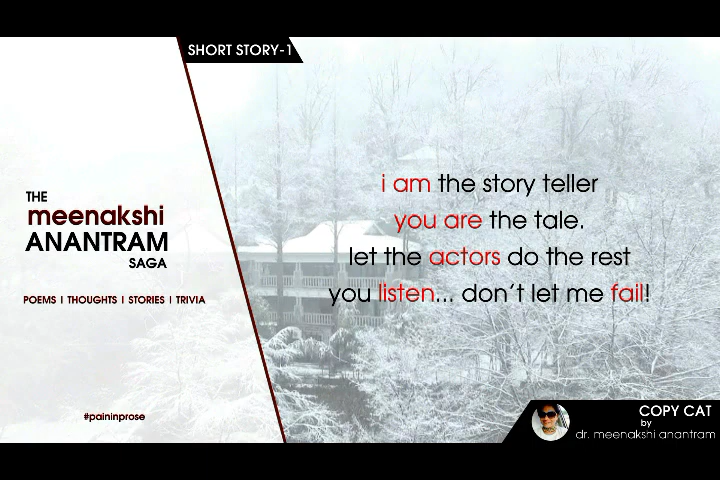 SHORT STORY-1
THE
meenakshi
ANANTRAM
SAGA
POEMS | THOUGHTS | STORIES | TRIVIA
#paininprose
i am the story teller
you are the tale.
let the actors do the rest
you listen... don't let me fail!
COPY CAT
by
dr. meenakshi anantram